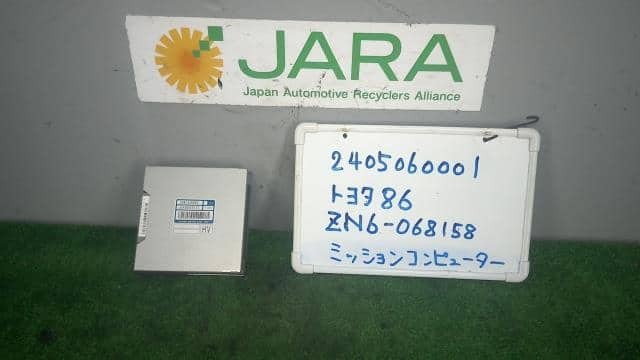 JARA
Japan Automotive Recyclers Alliance
2405060001
トヨタ86
ZN6-068158
ミッションコンピューター
HV